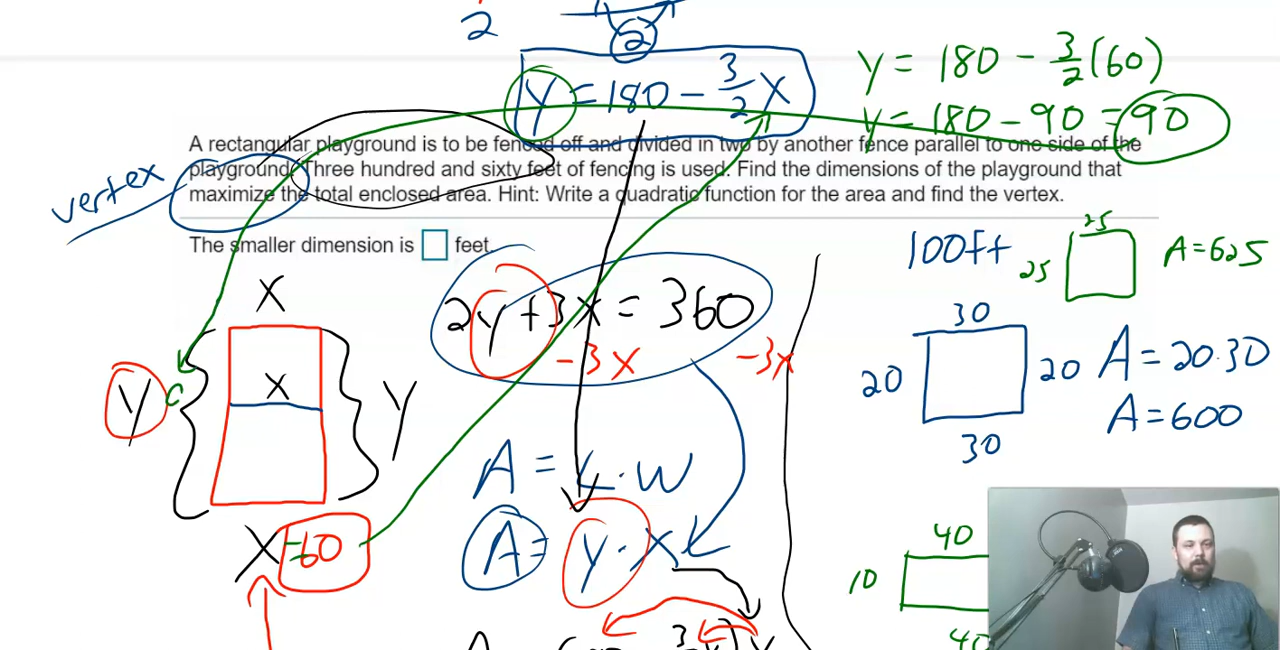 2
2
y = 180 - 3/2 x
y = 180 - 3/2 (60)
y = 180 - 90 = 90
A rectangular playground is to be fenced off and divided in two by another fence parallel to one side of the
playground. Three hundred and sixty feet of fencing is used. Find the dimensions of the playground that
maximize the total enclosed area. Hint: Write a quadratic function for the area and find the vertex.
vertex
The smaller dimension is feet.
100ft
25
25
A=625
X
2y+3x = 360
-3x
-3x
30
20
20
A = 20·30
A=600
30
X
y
y
A = L·W
A = y·x
X=60
40
10
40